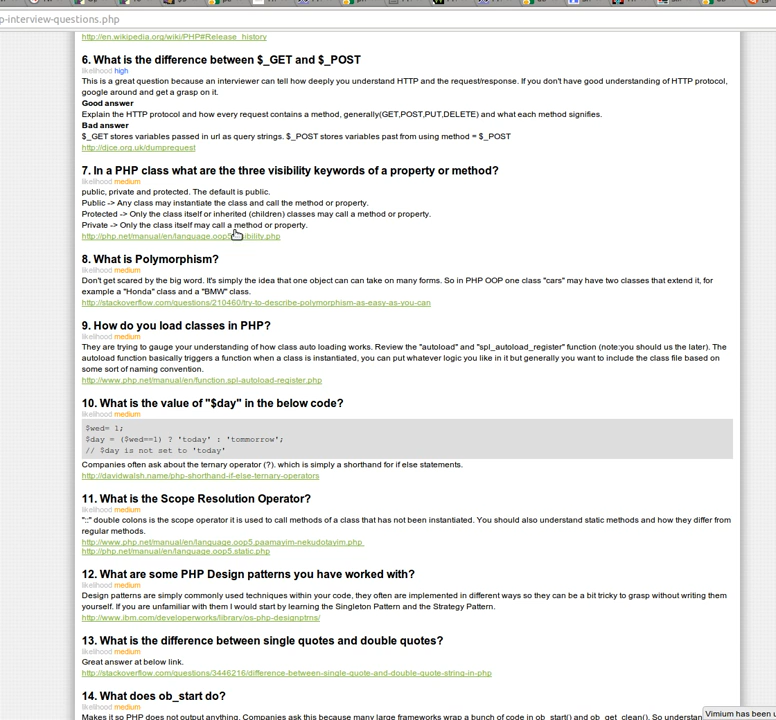 p-interview-questions.php
http://en.wikipedia.org/wiki/PHP#Release_history
6. What is the difference between $_GET and $_POST
likelihood high
This is a great question because an interviewer can tell how deeply you understand HTTP and the request/response. If you don't have good understanding of HTTP protocol,
google around and get a grasp on it.
Good answer
Explain the HTTP protocol and how every request contains a method, generally(GET,POST,PUT,DELETE) and what each method signifies.
Bad answer
$_GET stores variables passed in url as query strings. $_POST stores variables past from using method = $_POST
http://djce.org.uk/dumprequest
7. In a PHP class what are the three visibility keywords of a property or method?
likelihood medium
public, private and protected. The default is public.
Public -> Any class may instantiate the class and call the method or property.
Protected -> Only the class itself or inherited (children) classes may call a method or property.
Private -> Only the class itself may call a method or property.
http://php.net/manual/en/language.oop5.visibility.php
8. What is Polymorphism?
likelihood medium
Don't get scared by the big word. It's simply the idea that one object can can take on many forms. So in PHP OOP one class "cars" may have two classes that extend it, for
example a "Honda" class and a "BMW" class.
http://stackoverflow.com/questions/210460/try-to-describe-polymorphism-as-easy-as-you-can
9. How do you load classes in PHP?
likelihood medium
They are trying to gauge your understanding of how class auto loading works. Review the "autoload" and "spl_autoload_register" function (note:you should us the later). The
autoload function basically triggers a function when a class is instantiated, you can put whatever logic you like in it but generally you want to include the class file based on
some sort of naming convention.
http://www.php.net/manual/en/function.spl-autoload-register.php
10. What is the value of "$day" in the below code?
likelihood medium
$wed= 1;
$day = ($wed==1) ? 'today' : 'tommorrow';
// $day is not set to 'today'
Companies often ask about the ternary operator (?). which is simply a shorthand for if else statements.
http://davidwalsh.name/php-shorthand-if-else-ternary-operators
11. What is the Scope Resolution Operator?
likelihood medium
"::" double colons is the scope operator it is used to call methods of a class that has not been instantiated. You should also understand static methods and how they differ from
regular methods.
http://www.php.net/manual/en/language.oop5.paamayim-nekudotayim.php
http://php.net/manual/en/language.oop5.static.php
12. What are some PHP Design patterns you have worked with?
likelihood medium
Design patterns are simply commonly used techniques within your code, they often are implemented in different ways so they can be a bit tricky to grasp without writing them
yourself. If you are unfamiliar with them I would start by learning the Singleton Pattern and the Strategy Pattern.
http://www.ibm.com/developerworks/library/os-php-designptrns/
13. What is the difference between single quotes and double quotes?
likelihood medium
Great answer at below link.
http://stackoverflow.com/questions/3446216/difference-between-single-quote-and-double-quote-string-in-php
14. What does ob_start do?
likelihood medium
Makes it so PHP does not output anything. Companies ask this because many large frameworks wrap a bunch of code in ob_start() and ob_get_clean(). So understan
Vimium has been u